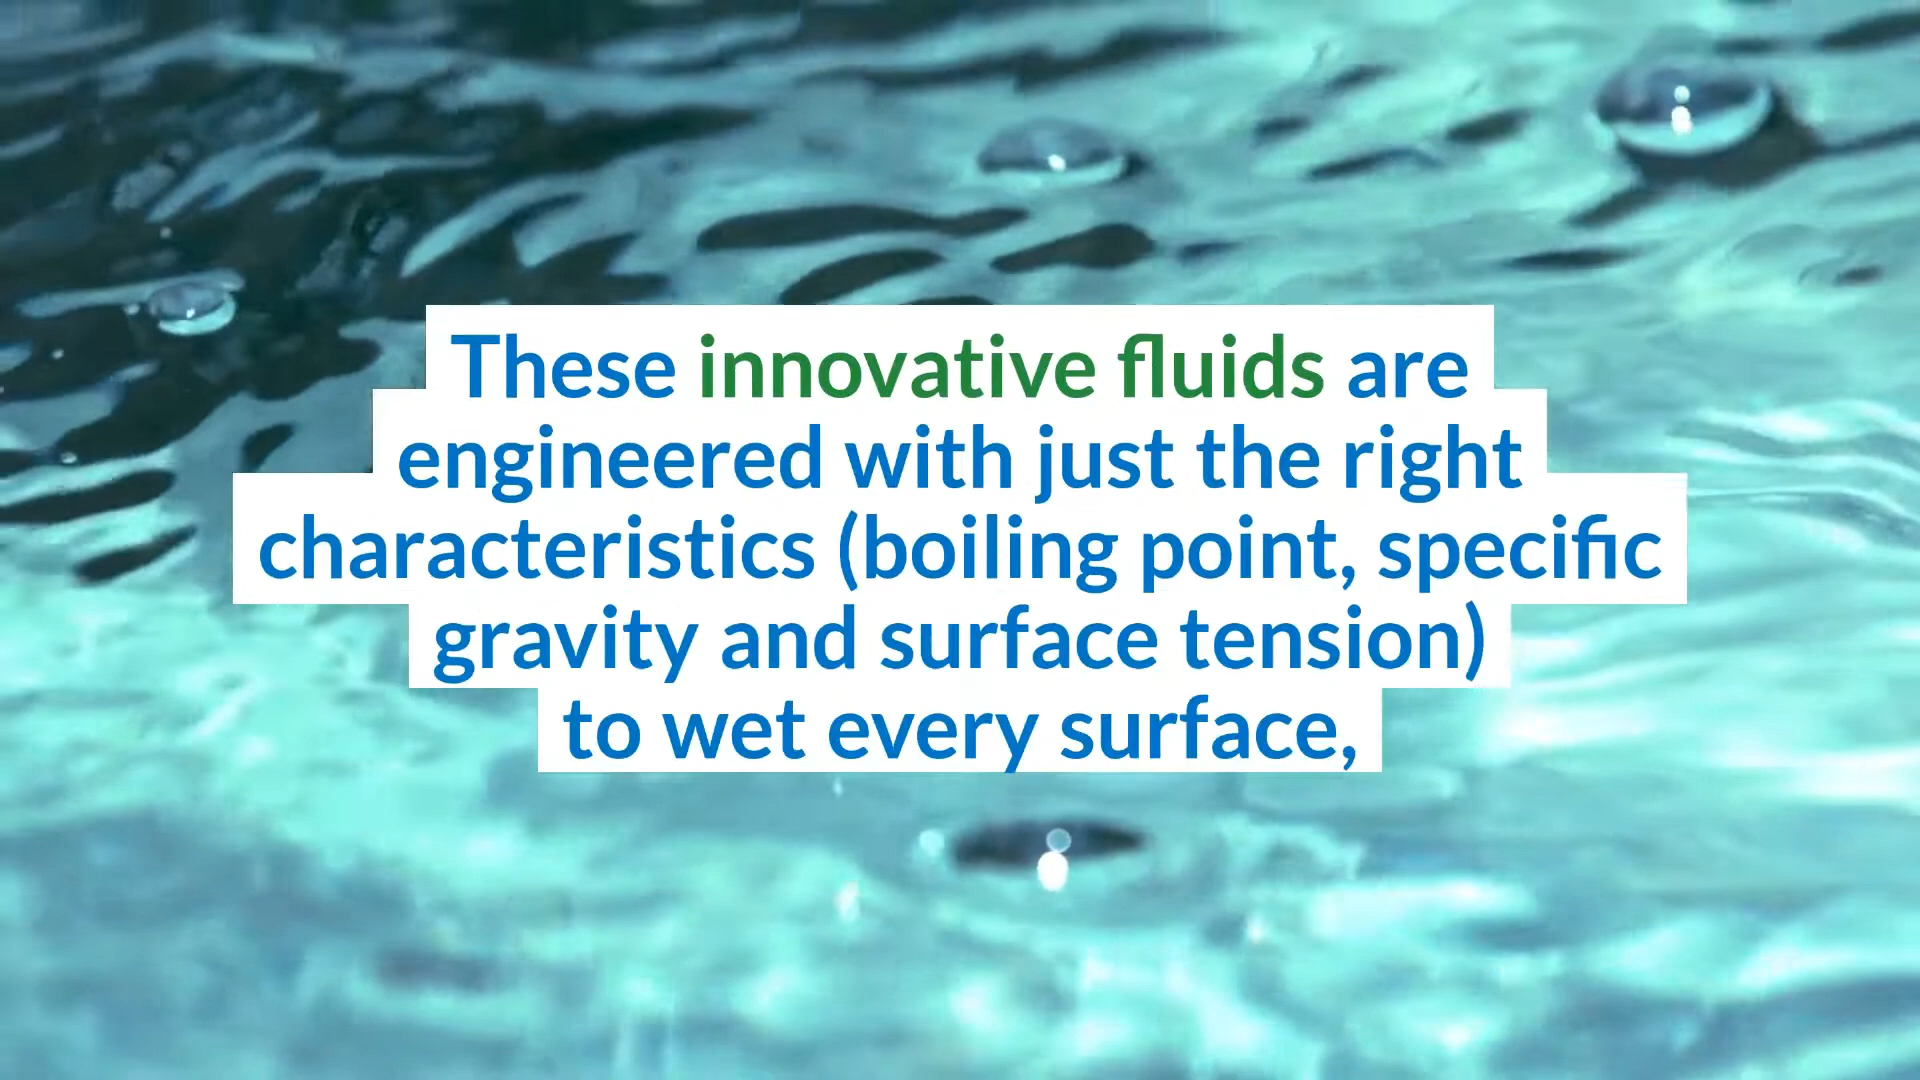 These innovative fluids are
engineered with just the right
characteristics (boiling point, specific
gravity and surface tension)
to wet every surface,